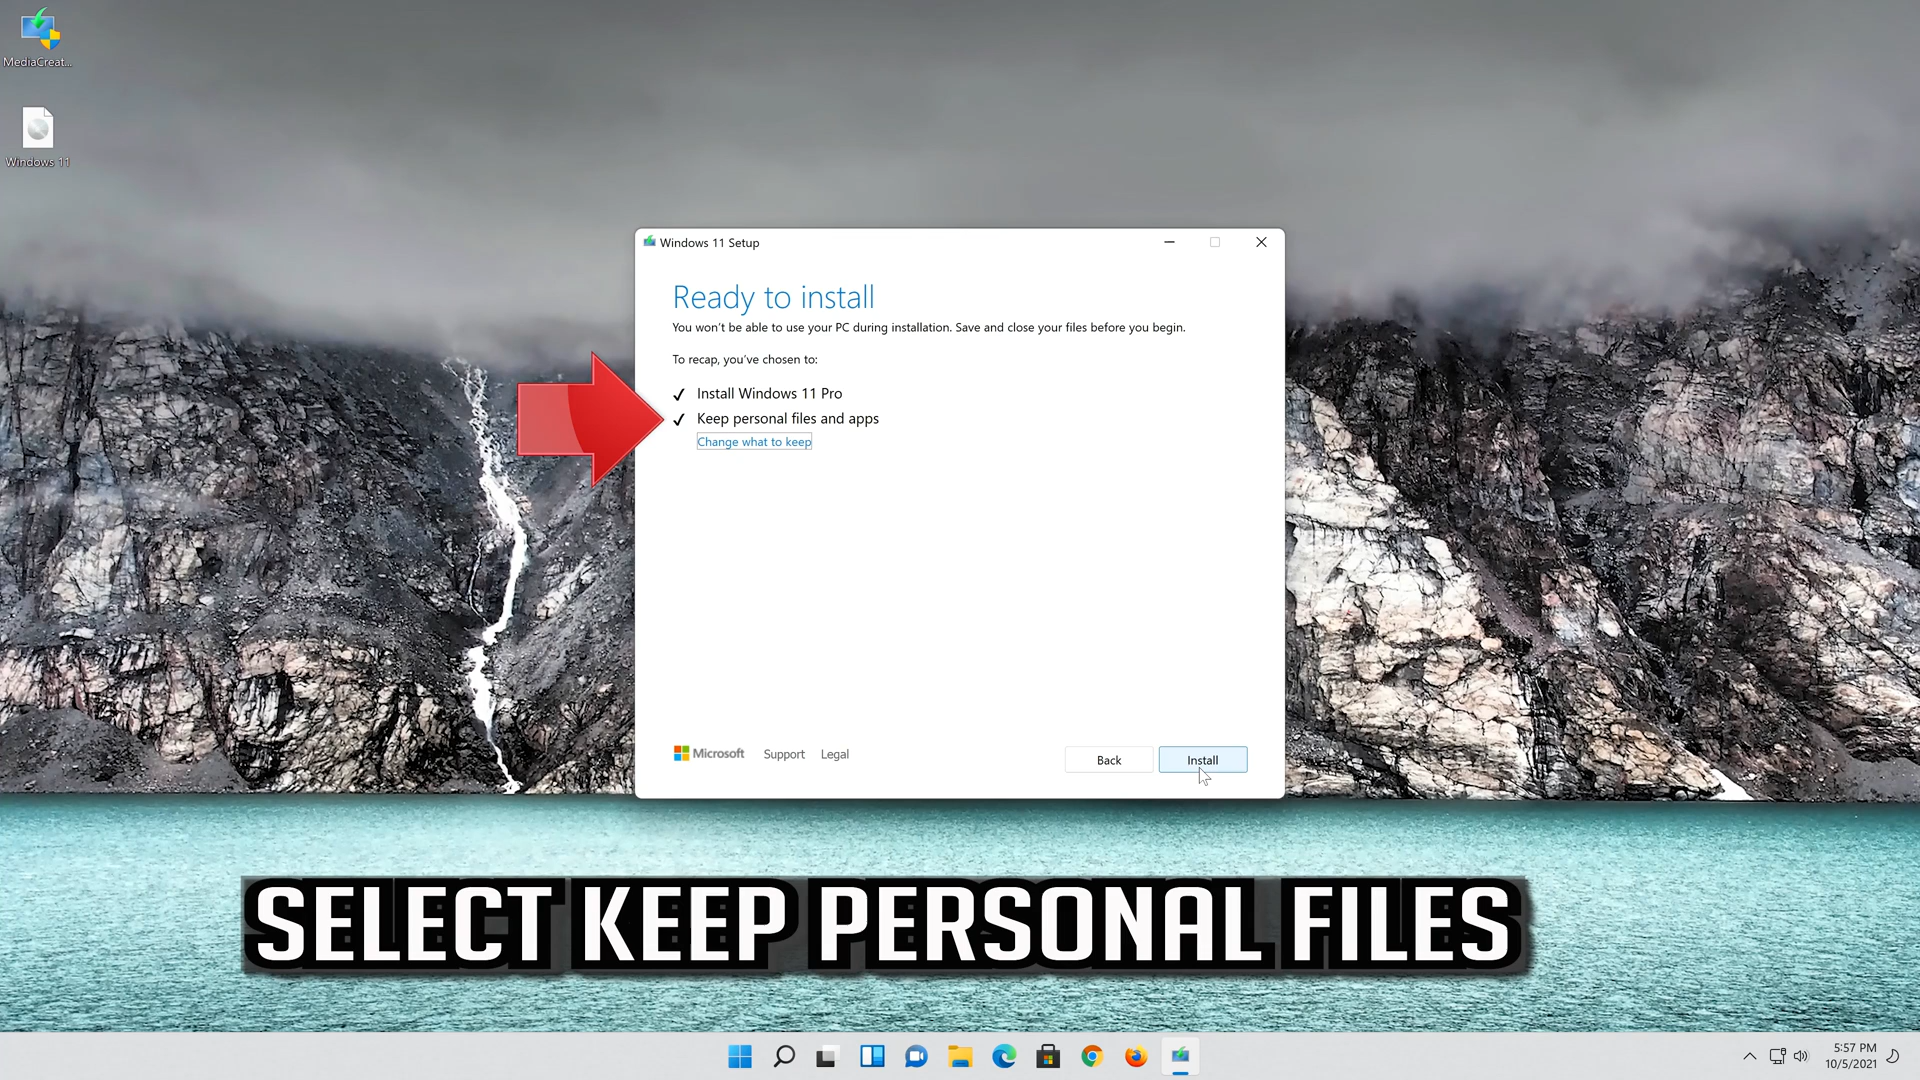 MediaCreat...
Windows 11
Windows 11 Setup
Ready to install
You won't be able to use your PC during installation. Save and close your files before you begin.
To recap, you've chosen to:
Install Windows 11 Pro
Keep personal files and apps
Change what to keep
Microsoft Support Legal
Back Install
SELECT KEEP PERSONAL FILES
5:57 PM
10/5/2021